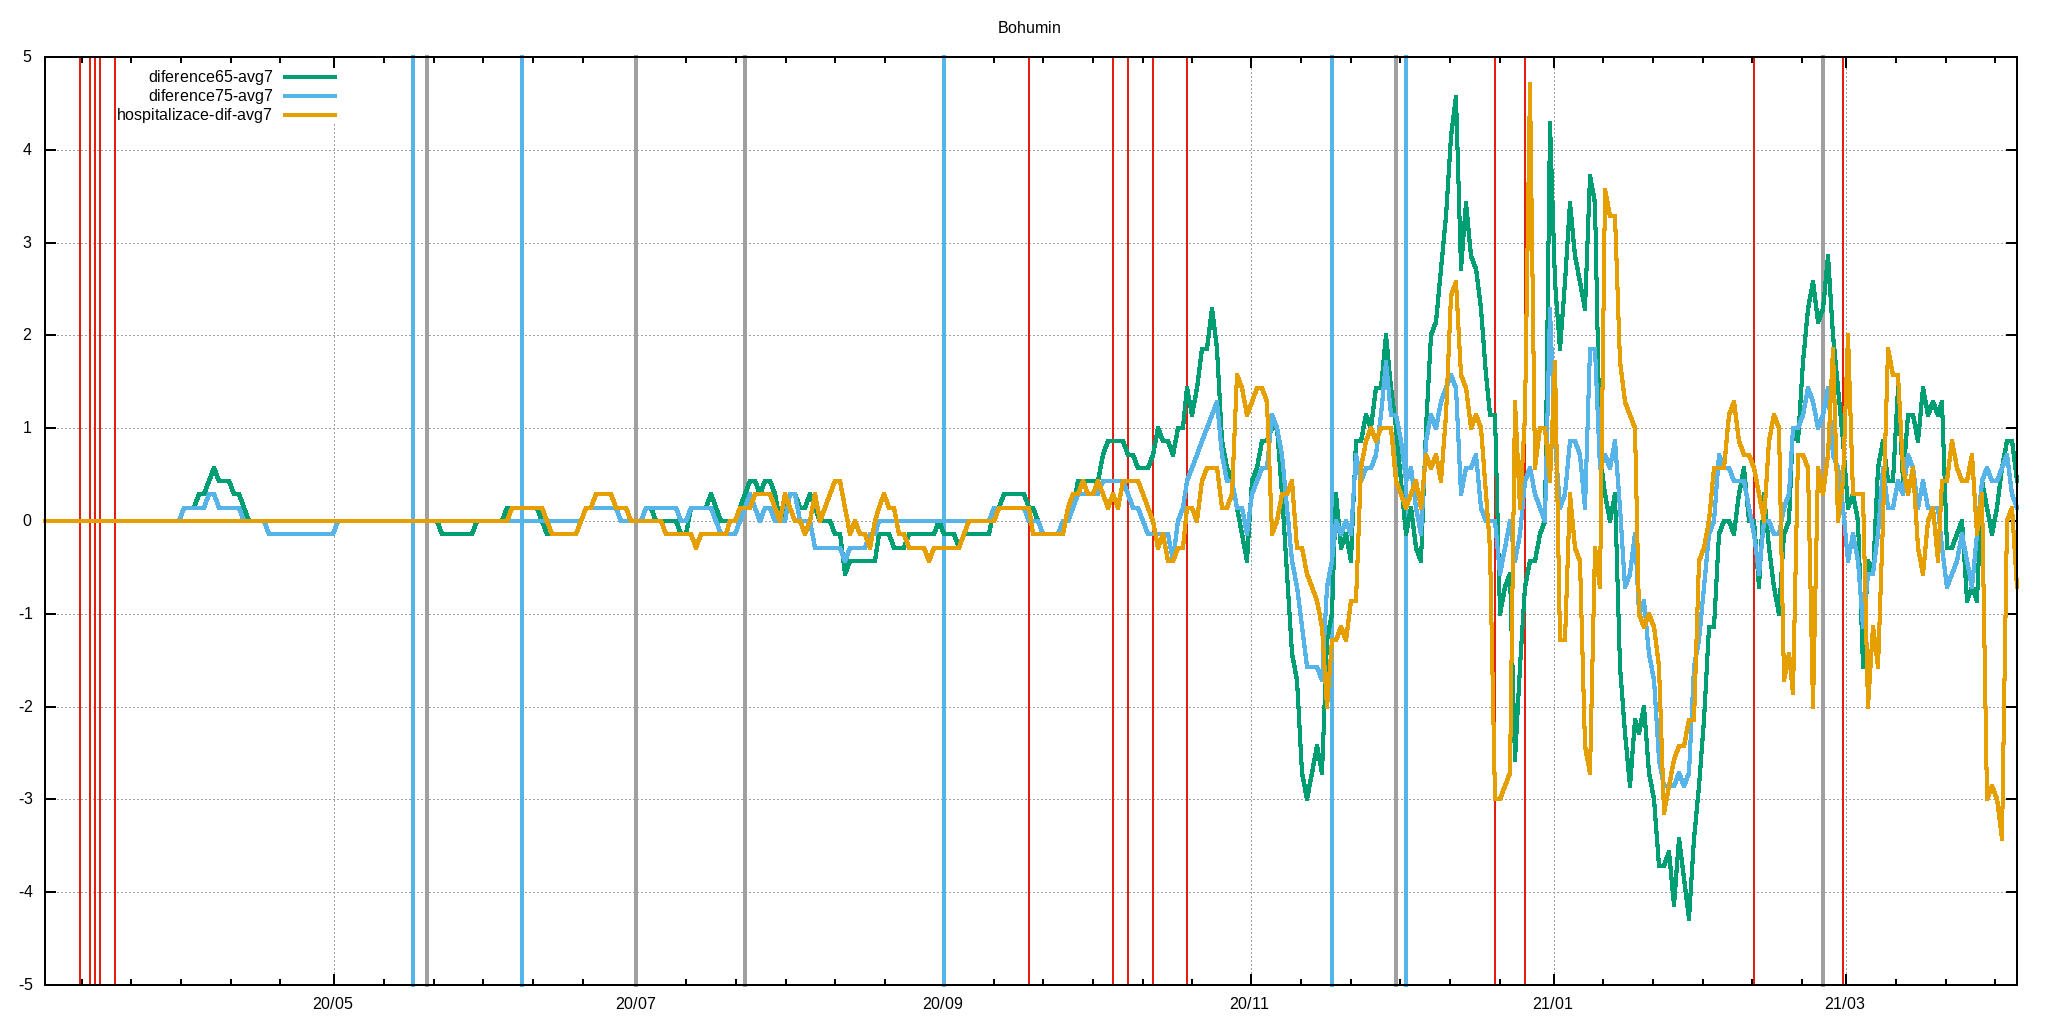 Bohumin
diference65-avg7
diference75-avg7
hospitalizace-dif-avg7
5
4
3
2
1
0
-1
-2
-3
-4
-5
20/05 20/07 20/09 20/11 21/01 21/03